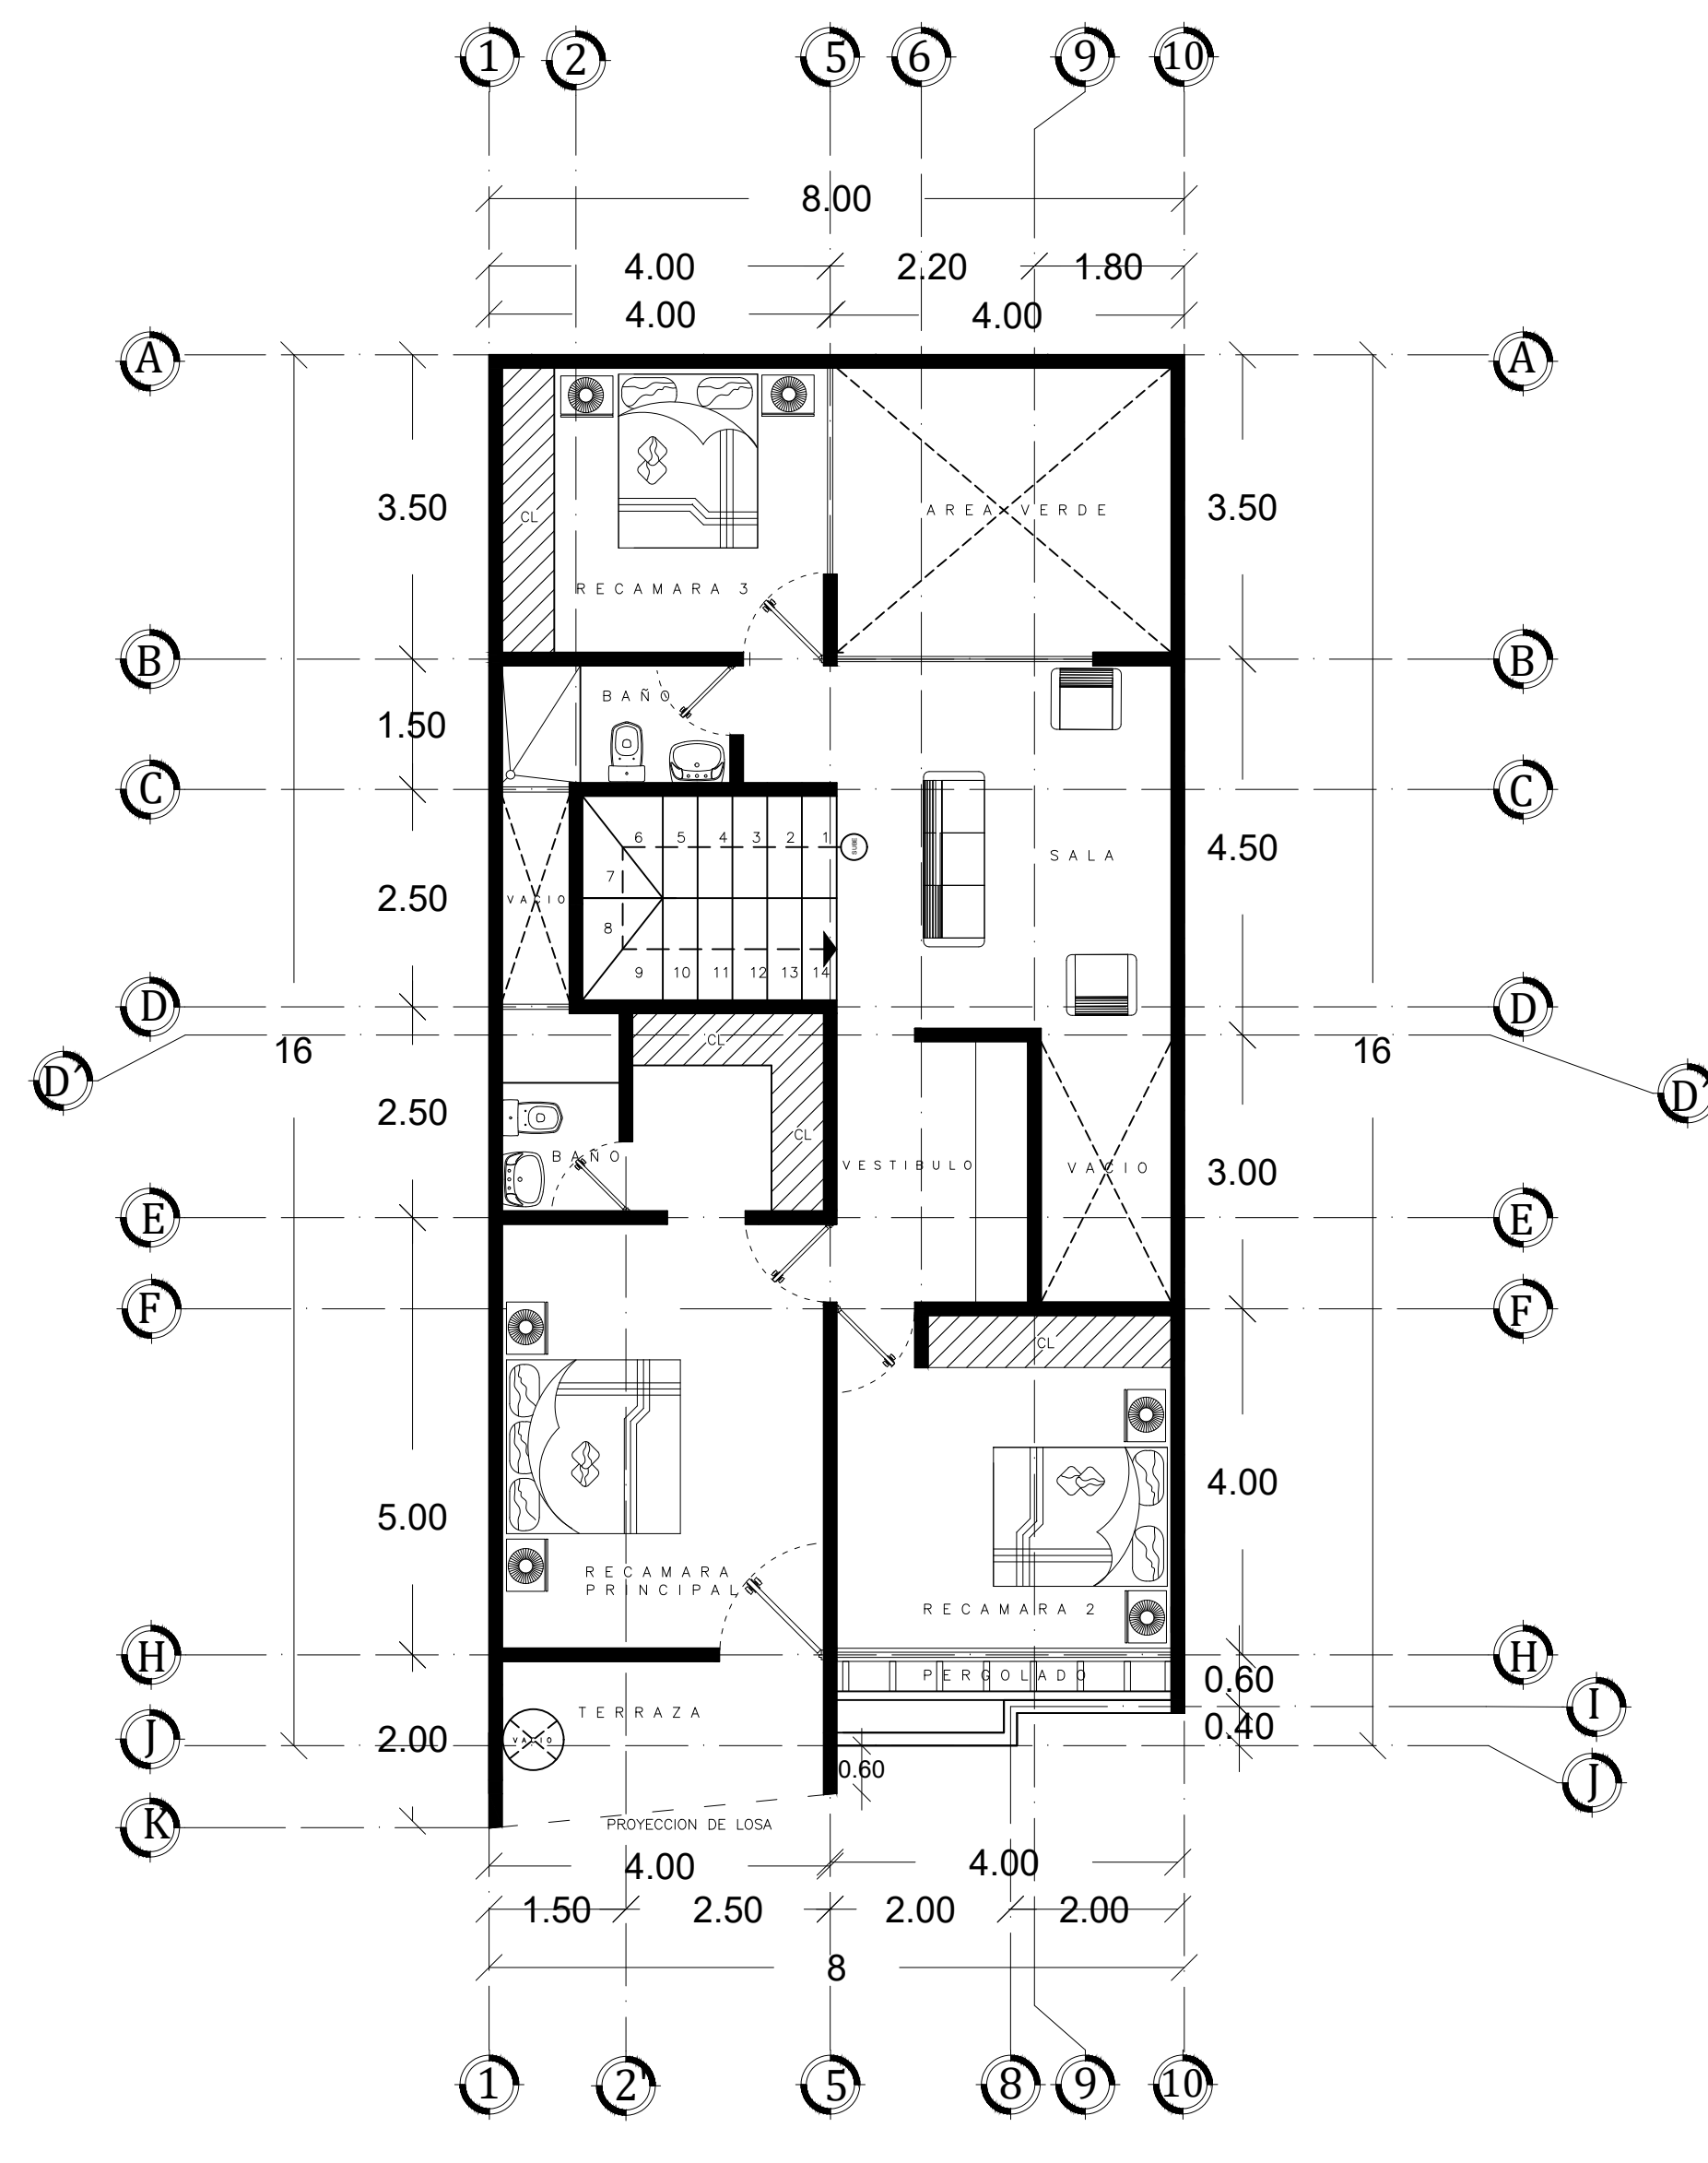 1 2 5 6 9 10
8.00
4.00 2.20 1.80
4.00 4.00
A A
3.50 CL AREA VERDE 3.50
RECAMARA 3
B B
BAÑO
1.50
C C
6 5 4 3 2 1 SUBE
SALA 4.50
7
2.50 VACIO
8
9 10 11 12 13 14
D D
CL
16 16
D´ D´
2.50
CL
BAÑO VESTIBULO VACIO 3.00
E E
F F
CL
4.00
5.00
RECAMARA
PRINCIPAL
RECAMARA 2
H H
PERGOLADO 0.60
I
TERRAZA
0.40
J 2.00 VACIO
0.60 J
K PROYECCION DE LOSA
4.00 4.00
1.50 2.50 2.00 2.00
8
1 2' 5 8 9 10